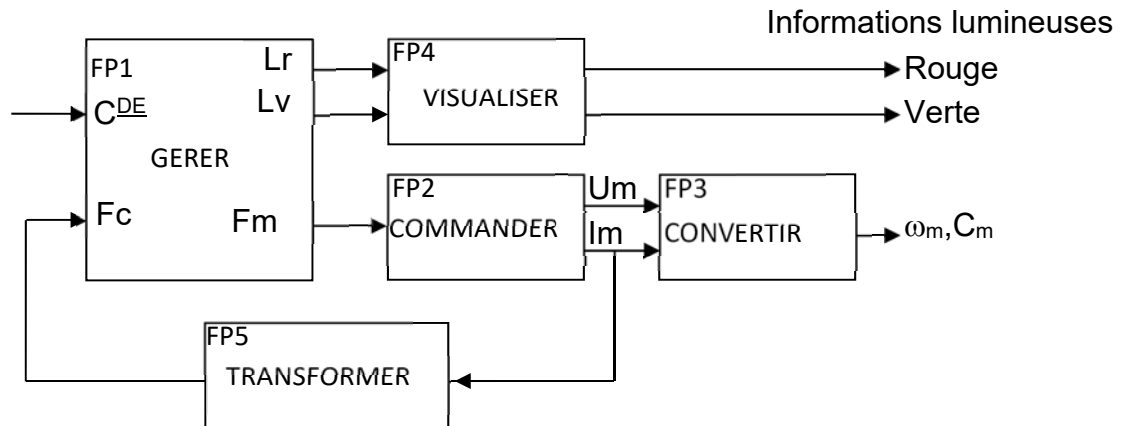 Informations lumineuses
FP1
Lr
FP4
Rouge
Lv
VISUALISER
Verte
CDE
GERER
FP2
Um
FP3
Fc
Fm
COMMANDER
Im
CONVERTIR
ωm,Cm
FP5
TRANSFORMER